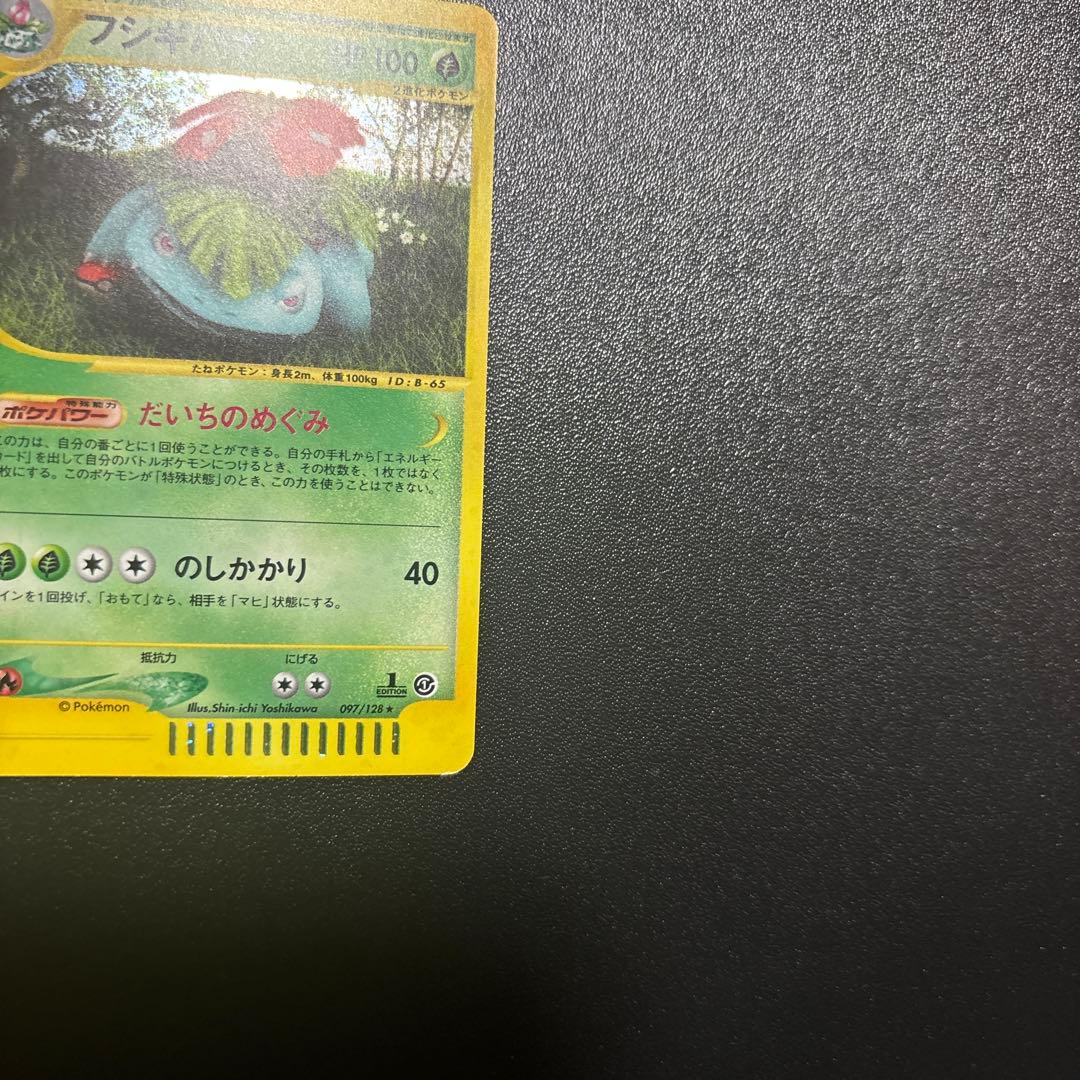 フシギ
HP 100
2進化ポケモン
たねポケモン：身長2m、体重100kg ID:B-65
特殊能力
ポケパワー だいちのめぐみ
この力は、自分の番ごとに1回使うことができる。自分の手札から「エネルギー
カード」を出して自分のバトルポケモンにつけるとき、その枚数を、1枚ではなく
枚にする。このポケモンが「特殊状態」のとき、この力を使うことはできない。
のしかかり 40
インを1回投げ、「おもて」なら、相手を「マヒ」状態にする。
抵抗力 にげる
1 EDITION
©Pokémon Illus.Shin-ichi Yoshikawa 097/128★